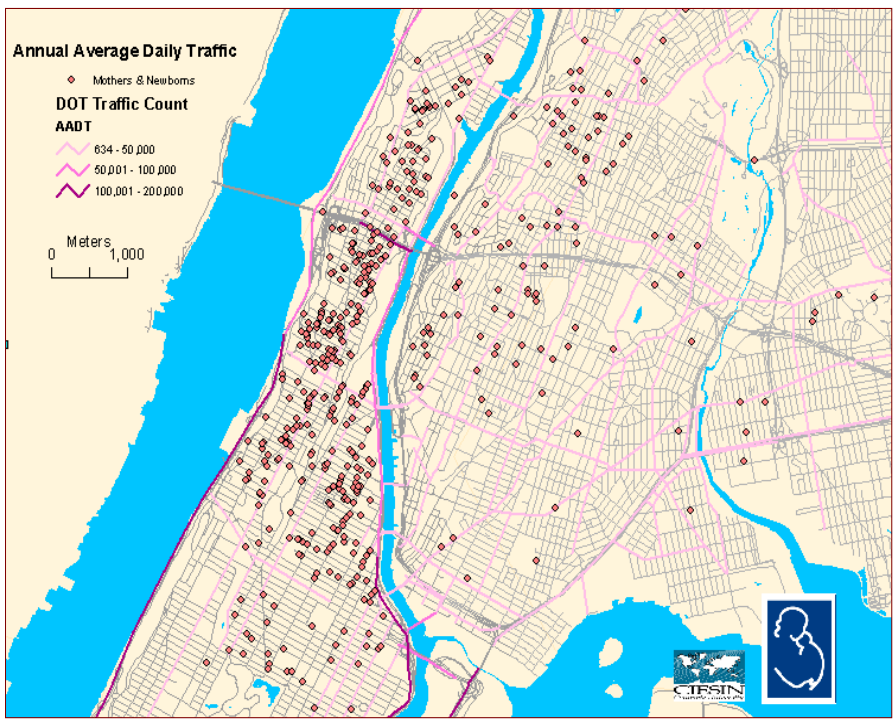 Annual Average Daily Traffic
Mothers & Newborns
DOT Traffic Count
AADT
634 - 50,000
50,001 - 100,000
100,001 - 200,000
Meters
0 1,000
CIESIN